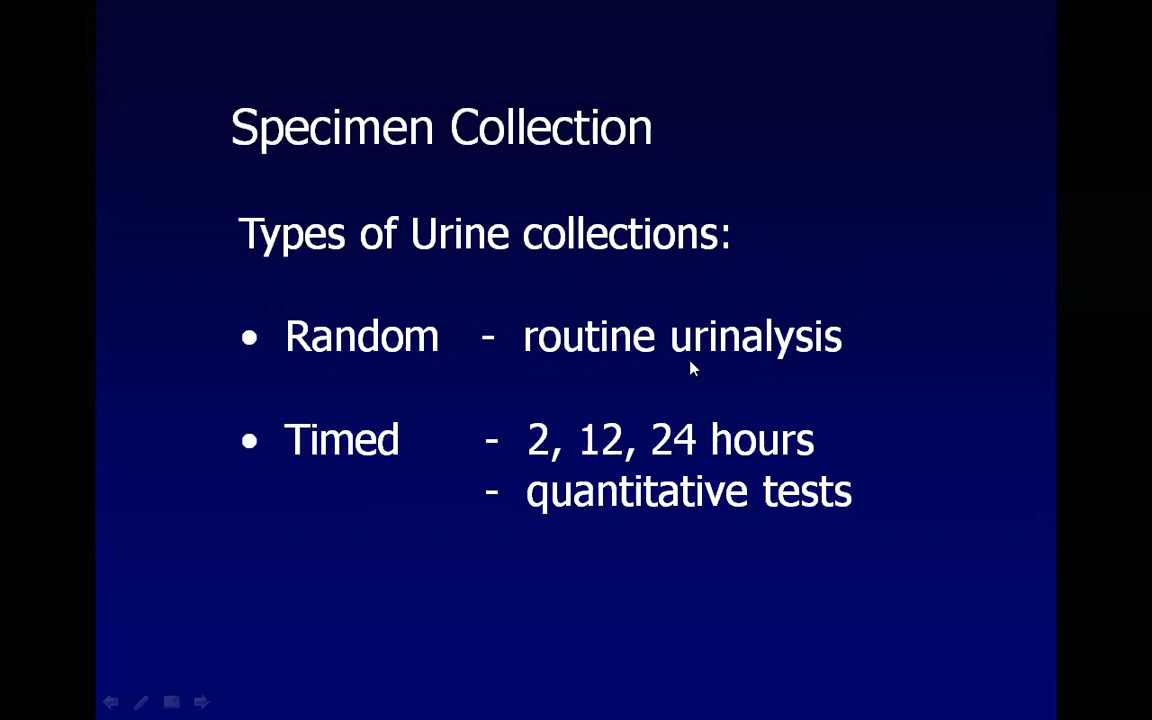 Specimen Collection
Types of Urine collections:
• Random - routine urinalysis
• Timed - 2, 12, 24 hours
- quantitative tests